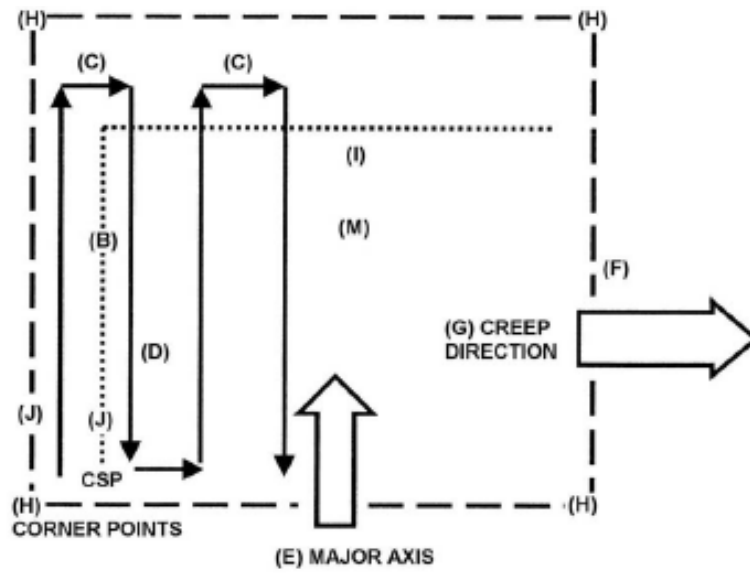 (H) (H)
(C) (C)
(I)
(B) (M)
(F)
(G) CREEP
DIRECTION
(D)
(J) (J)
CSP
(H) (H)
CORNER POINTS
(E) MAJOR AXIS